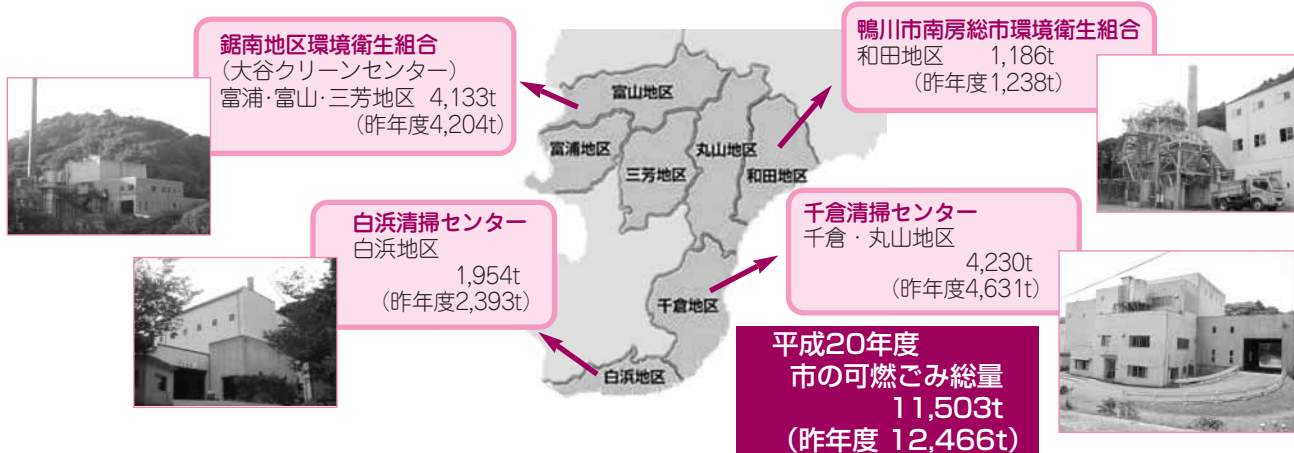 鋸南地区環境衛生組合
（大谷クリーンセンター）
富浦･富山･三芳地区 4,133t
（昨年度4,204t）
鴨川市南房総市環境衛生組合
和田地区 1,186t
（昨年度1,238t）
富山地区
富浦地区
三芳地区
丸山地区
和田地区
白浜清掃センター
白浜地区
1,954t
（昨年度2,393t）
千倉清掃センター
千倉・丸山地区
4,230t
（昨年度4,631t）
千倉地区
白浜地区
平成20年度
市の可燃ごみ総量
11,503t
（昨年度 12,466t）